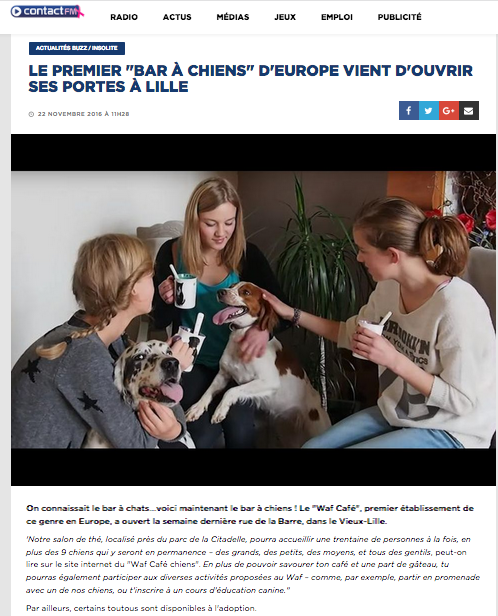 contactFM
RADIO ACTUS MÉDIAS JEUX EMPLOI PUBLICITÉ
ACTUALITÉS BUZZ / INSOLITE
LE PREMIER "BAR À CHIENS" D'EUROPE VIENT D'OUVRIR
SES PORTES À LILLE
22 NOVEMBRE 2016 À 11H28
On connaissait le bar à chats...voici maintenant le bar à chiens ! Le "Waf Café", premier établissement de
ce genre en Europe, a ouvert la semaine dernière rue de la Barre, dans le Vieux-Lille.
'Notre salon de thé, localisé près du parc de la Citadelle, pourra accueillir une trentaine de personnes à la fois, en
plus des 9 chiens qui y seront en permanence – des grands, des petits, des moyens, et tous des gentils, peut-on
lire sur le site internet du "Waf Café chiens". En plus de pouvoir savourer ton café et une part de gâteau, tu
pourras également participer aux diverses activités proposées au Waf – comme, par exemple, partir en promenade
avec un de nos chiens, ou t'inscrire à un cours d'éducation canine."
Par ailleurs, certains toutous sont disponibles à l'adoption.